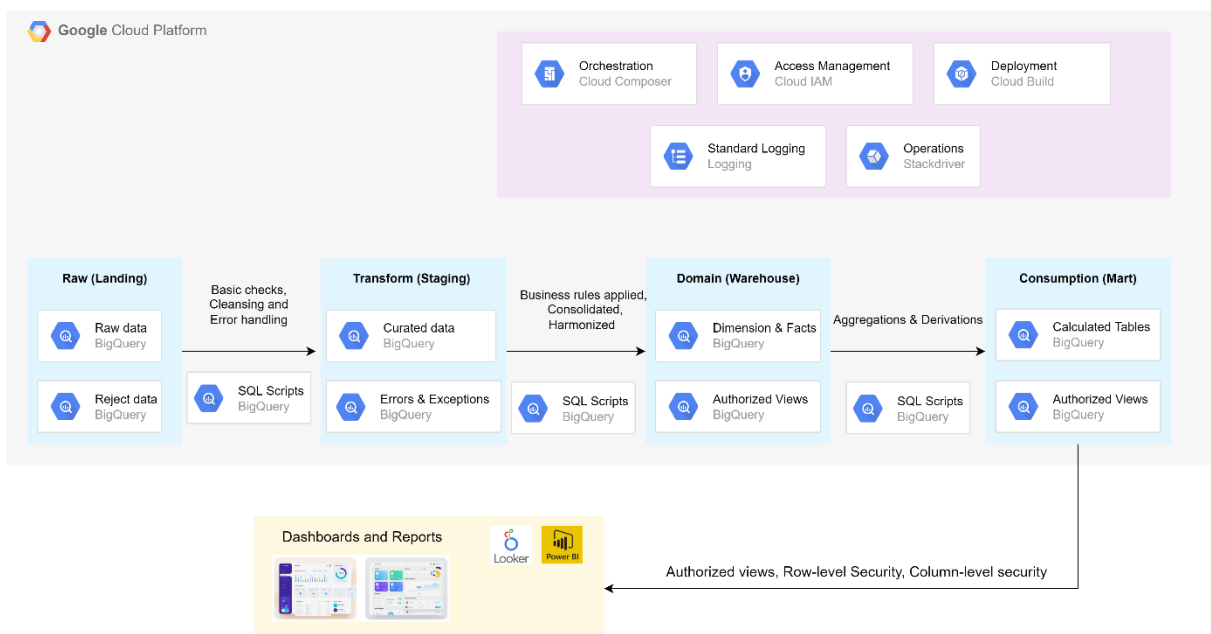 Google Cloud Platform
Orchestration
Cloud Composer
Access Management
Cloud IAM
Deployment
Cloud Build
Standard Logging
Logging
Operations
Stackdriver
Raw (Landing)
Raw data
BigQuery
Reject data
BigQuery
Basic checks,
Cleansing and
Error handling
SQL Scripts
BigQuery
Transform (Staging)
Curated data
BigQuery
Errors & Exceptions
BigQuery
Business rules applied,
Consolidated,
Harmonized
SQL Scripts
BigQuery
Domain (Warehouse)
Dimension & Facts
BigQuery
Authorized Views
BigQuery
Aggregations & Derivations
SQL Scripts
BigQuery
Consumption (Mart)
Calculated Tables
BigQuery
Authorized Views
BigQuery
Dashboards and Reports
Looker
Power BI
Authorized views, Row-level Security, Column-level security